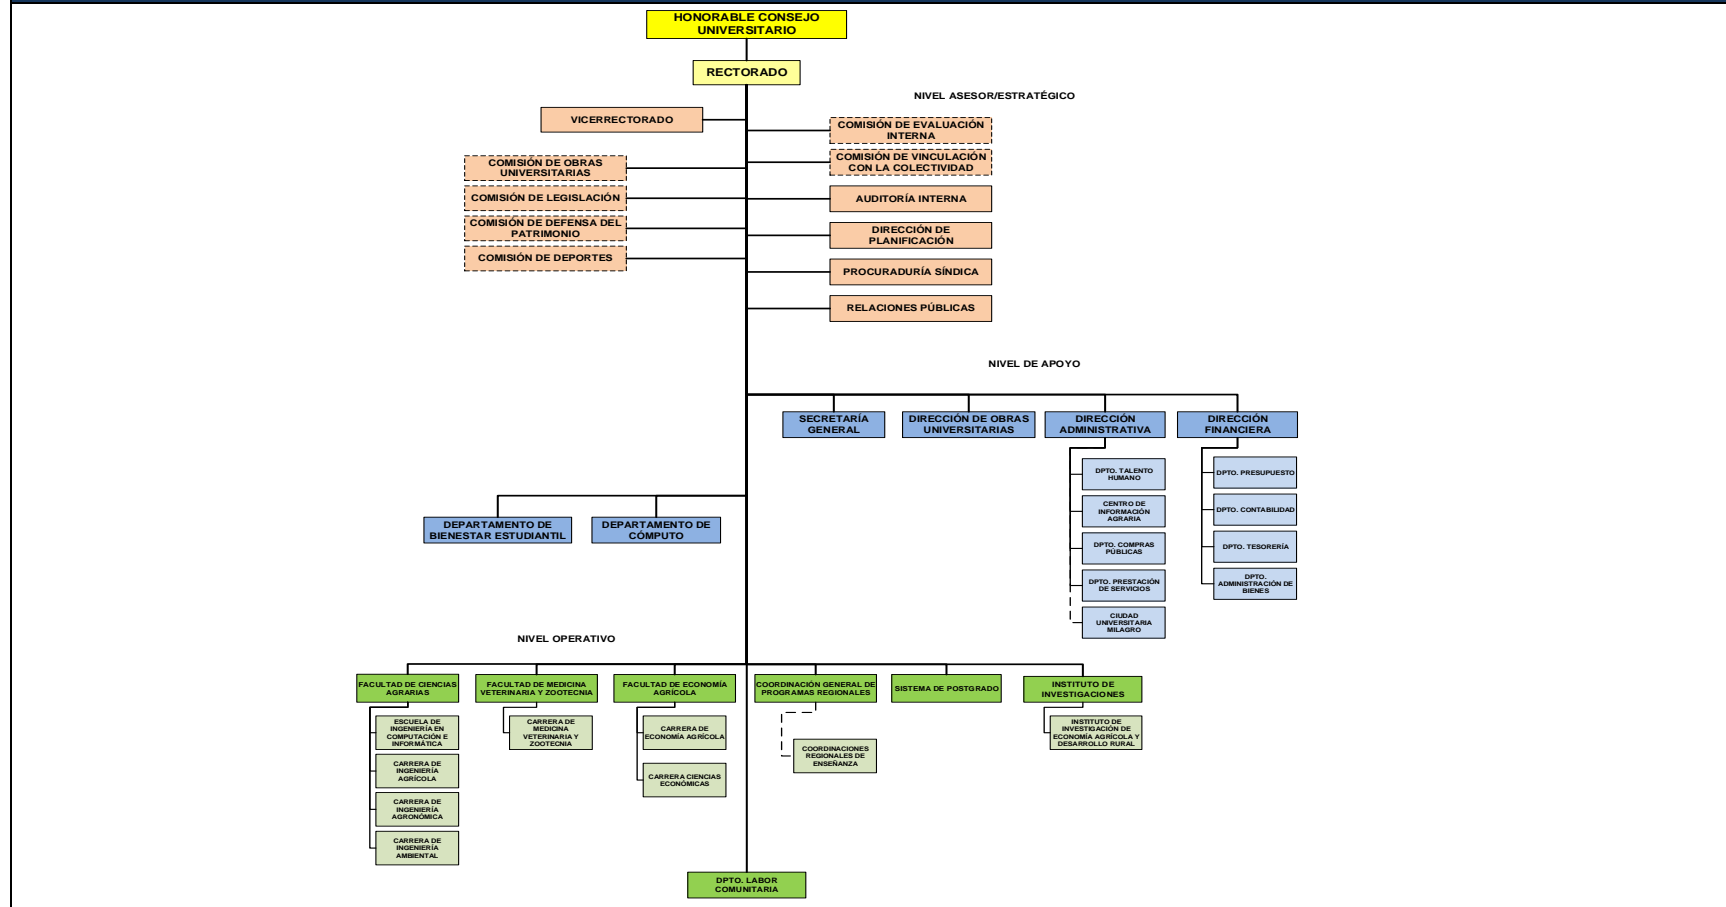 HONORABLE CONSEJO
UNIVERSITARIO
RECTORADO
NIVEL ASESOR/ESTRATÉGICO
VICERRECTORADO
COMISIÓN DE EVALUACIÓN
INTERNA
COMISIÓN DE OBRAS
UNIVERSITARIAS
COMISIÓN DE VINCULACIÓN
CON LA COLECTIVIDAD
COMISIÓN DE LEGISLACIÓN
AUDITORÍA INTERNA
COMISIÓN DE DEFENSA DEL
PATRIMONIO
DIRECCIÓN DE
PLANIFICACIÓN
COMISIÓN DE DEPORTES
PROCURADURÍA SÍNDICA
RELACIONES PÚBLICAS
NIVEL DE APOYO
SECRETARÍA
GENERAL
DIRECCIÓN DE OBRAS
UNIVERSITARIAS
DIRECCIÓN
ADMINISTRATIVA
DIRECCIÓN
FINANCIERA
DPTO. TALENTO
HUMANO
CENTRO DE
INFORMACIÓN
AGRARIA
DPTO. COMPRAS
PÚBLICAS
DPTO. PRESTACIÓN
DE SERVICIOS
CIUDAD
UNIVERSITARIA
MILAGRO
DPTO. PRESUPUESTO
DPTO. CONTABILIDAD
DPTO. TESORERÍA
DPTO.
ADMINISTRACIÓN DE
BIENES
DEPARTAMENTO DE
BIENESTAR ESTUDIANTIL
DEPARTAMENTO DE
CÓMPUTO
NIVEL OPERATIVO
FACULTAD DE CIENCIAS
AGRARIAS
ESCUELA DE
INGENIERÍA EN
COMPUTACIÓN E
INFORMÁTICA
CARRERA DE
INGENIERÍA
AGRÍCOLA
CARRERA DE
INGENIERÍA
AGRONÓMICA
CARRERA DE
INGENIERÍA
AMBIENTAL
FACULTAD DE MEDICINA
VETERINARIA Y ZOOTECNIA
CARRERA DE
MEDICINA
VETERINARIA Y
ZOOTECNIA
FACULTAD DE ECONOMÍA
AGRÍCOLA
CARRERA DE
ECONOMÍA AGRÍCOLA
CARRERA CIENCIAS
ECONÓMICAS
COORDINACIÓN GENERAL DE
PROGRAMAS REGIONALES
COORDINACIONES
REGIONALES DE
ENSEÑANZA
SISTEMA DE POSTGRADO
INSTITUTO DE
INVESTIGACIONES
INSTITUTO DE
INVESTIGACIÓN DE
ECONOMÍA AGRÍCOLA Y
DESARROLLO RURAL
DPTO. LABOR
COMUNITARIA